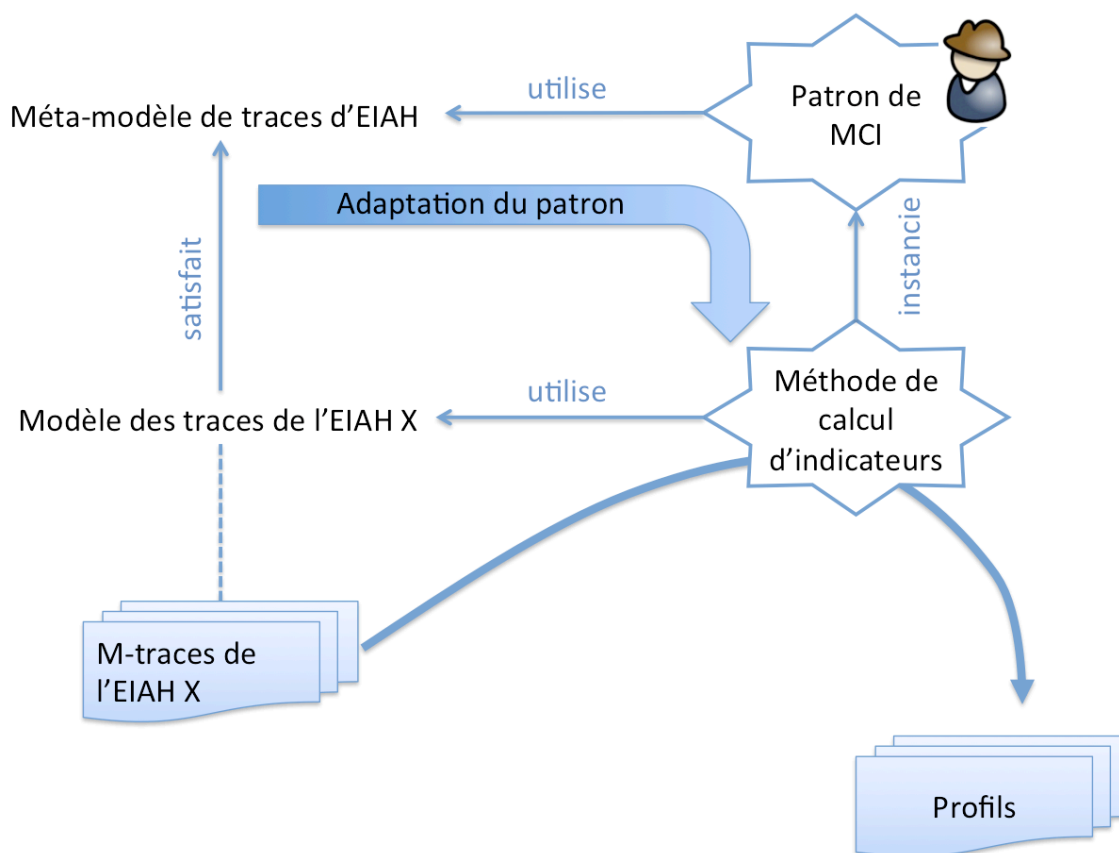 utilise
Patron de
MCI
Méta-modèle de traces d'EIAH
Adaptation du patron
satisfait
instancie
utilise
Méthode de
calcul
d'indicateurs
Modèle des traces de l'EIAH X
M-traces de
l'EIAH X
Profils